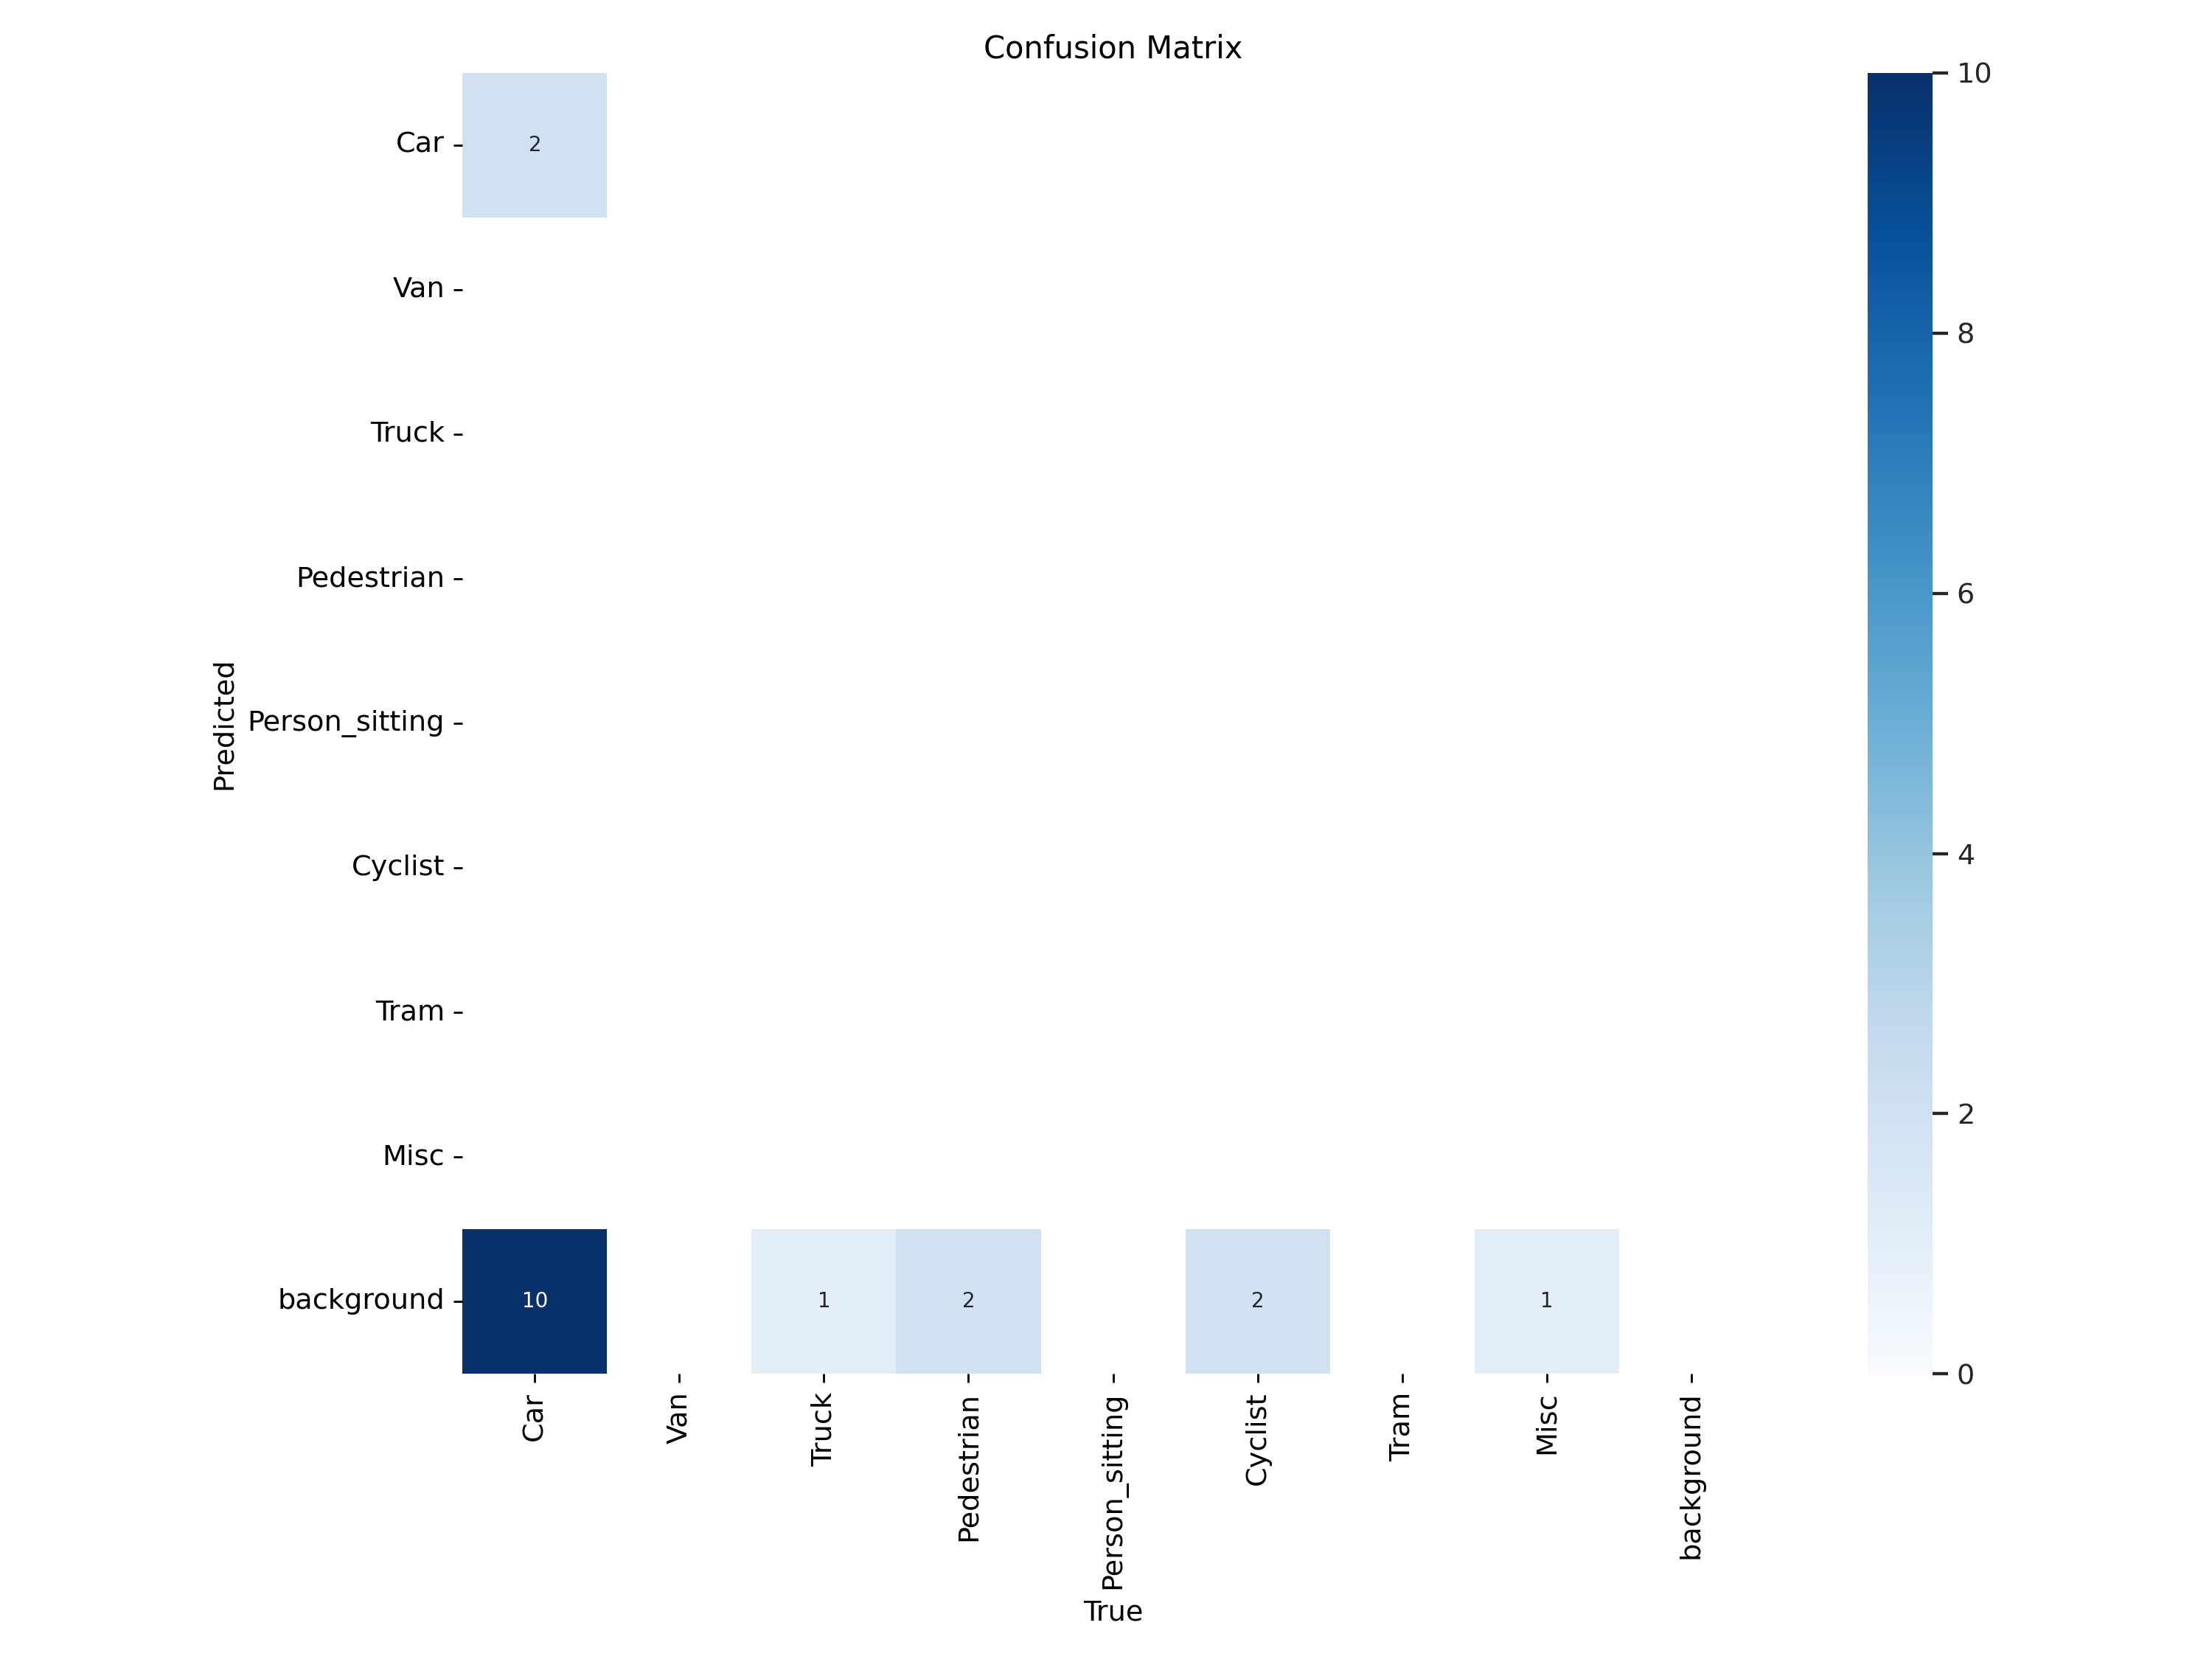 Confusion Matrix
10
Car
2
Van
8
Truck
Pedestrian
6
Predicted
Person_sitting
Cyclist
4
Tram
2
Misc
background
10
1
2
2
1
0
Car
Van
Truck
Pedestrian
Person_sitting
Cyclist
Tram
Misc
background
True